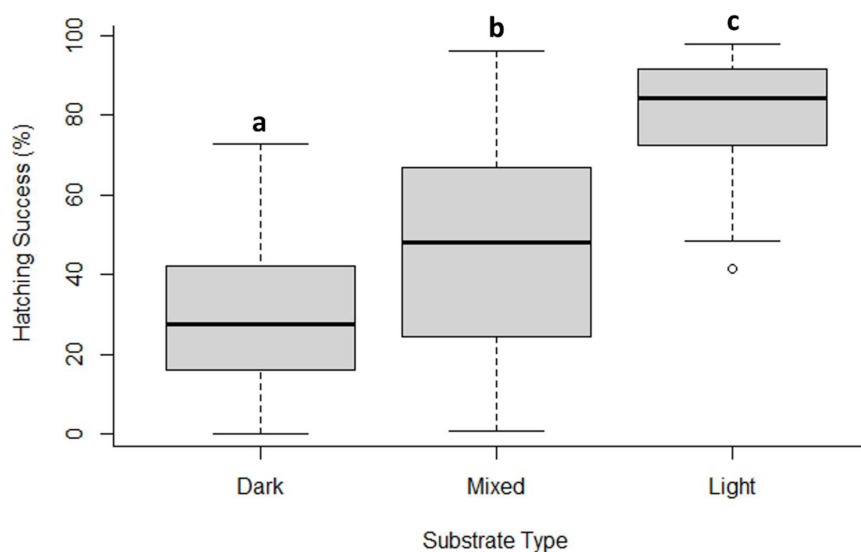 Hatching Success (%)
100
80
60
40
20
0
a
b
c
Dark
Mixed
Light
Substrate Type